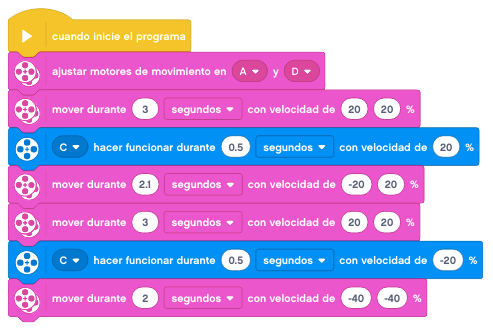 cuando inicie el programa
ajustar motores de movimiento en A y D
mover durante 3 segundos con velocidad de 20 20 %
C hacer funcionar durante 0.5 segundos con velocidad de 20 %
mover durante 2.1 segundos con velocidad de -20 20 %
mover durante 3 segundos con velocidad de 20 20 %
C hacer funcionar durante 0.5 segundos con velocidad de -20 %
mover durante 2 segundos con velocidad de -40 -40 %